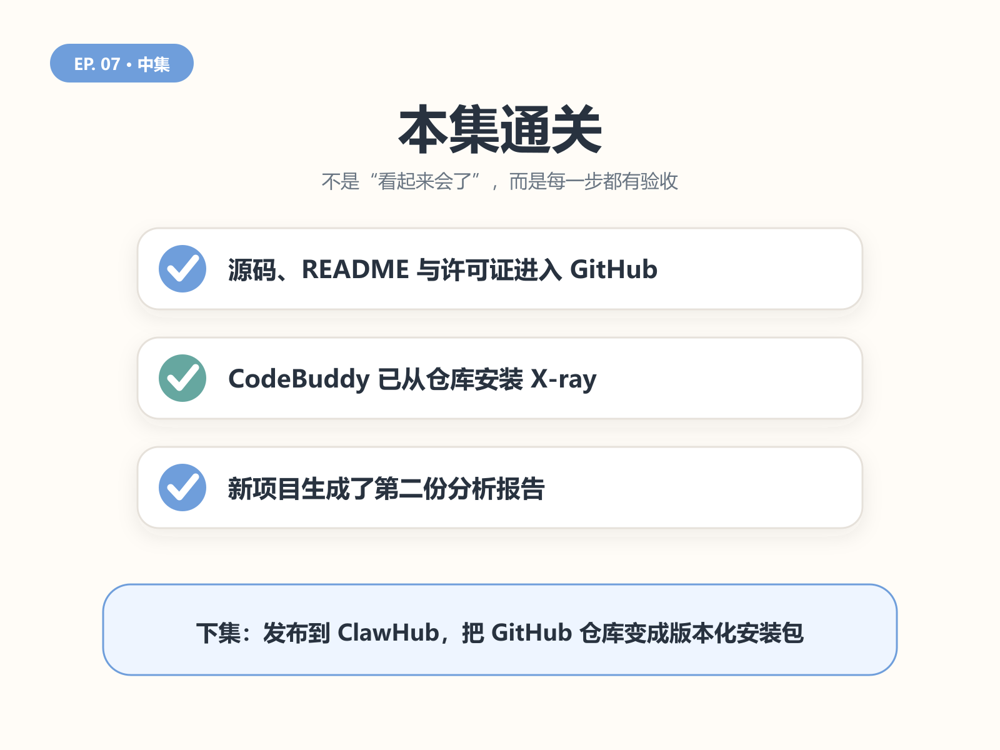 EP. 07 · 中集
本集通关
不是“看起来会了”，而是每一步都有验收
源码、README 与许可证进入 GitHub
CodeBuddy 已从仓库安装 X-ray
新项目生成了第二份分析报告
下集：发布到 ClawHub，把 GitHub 仓库变成版本化安装包